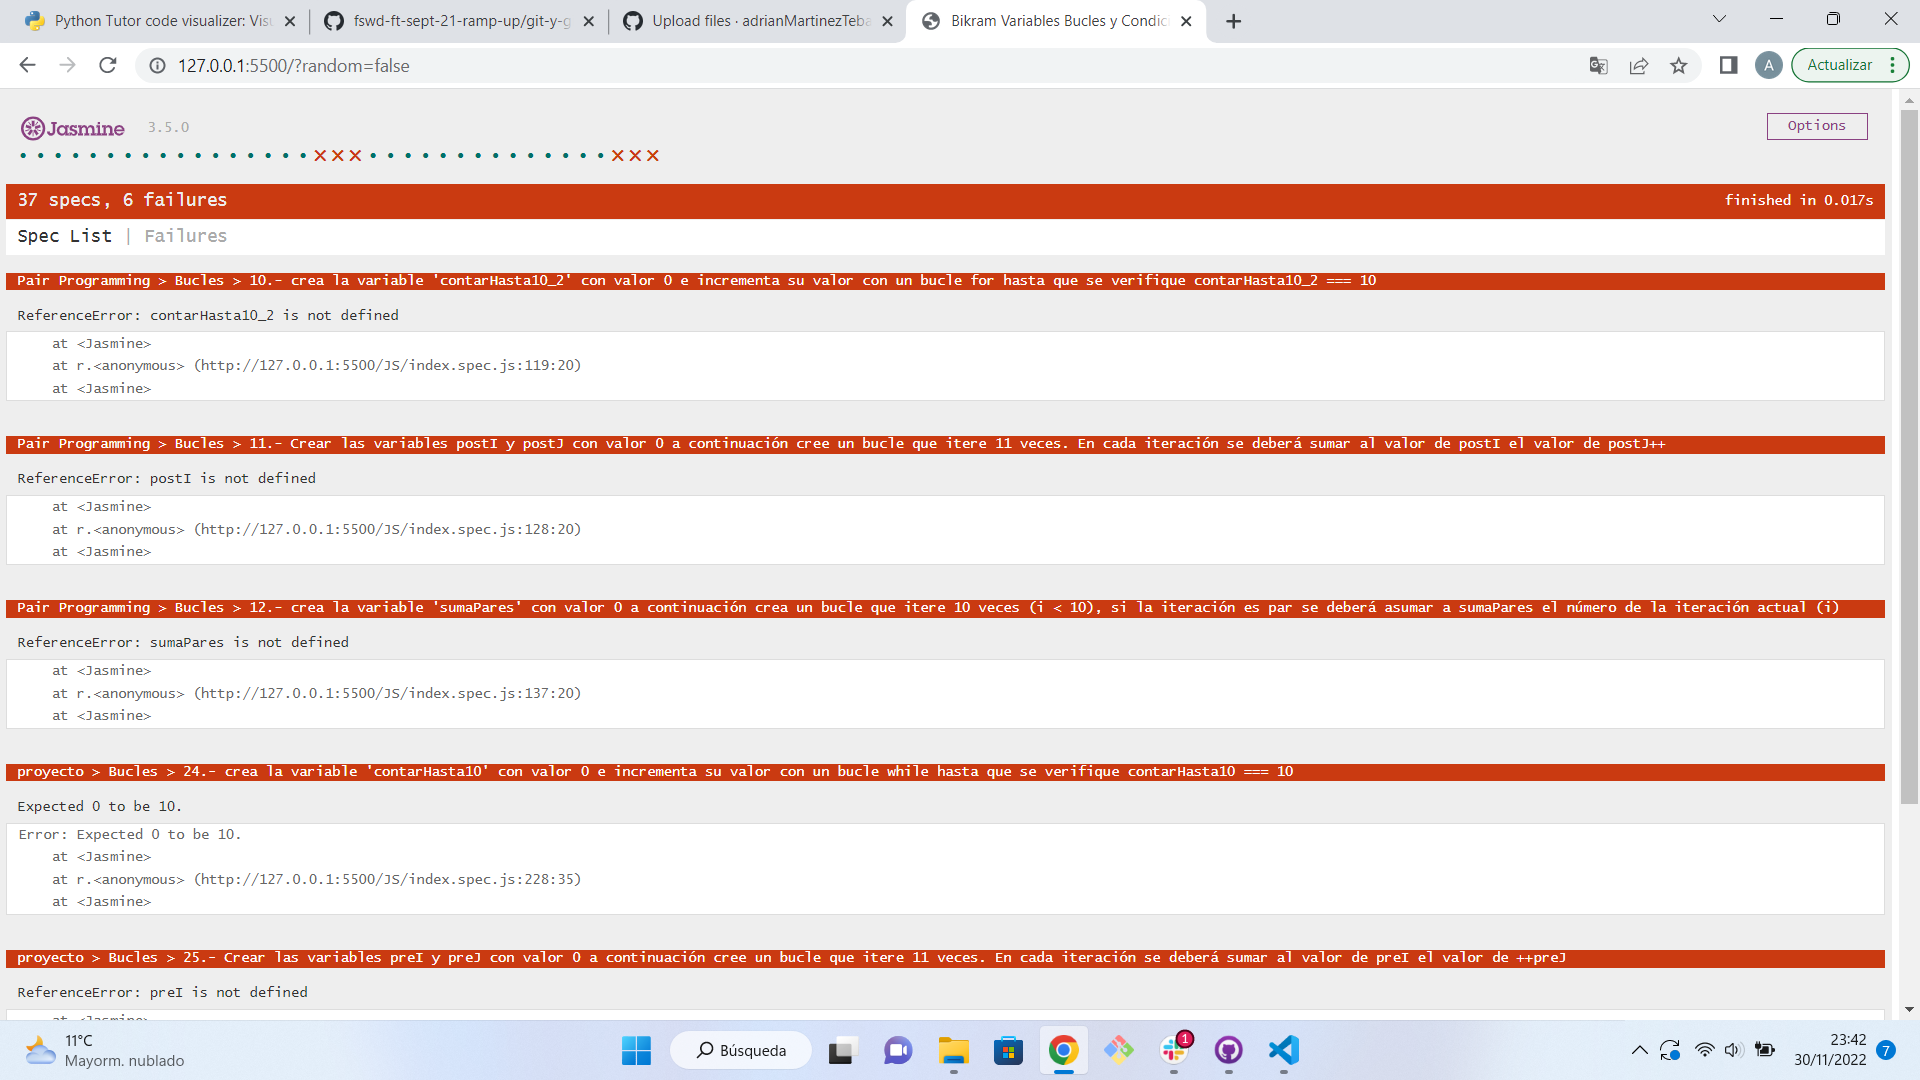 Python Tutor code visualizer: Visu
fswd-ft-sept-21-ramp-up/git-y-g
Upload files · adrianMartinezTeba
Bikram Variables Bucles y Condici
127.0.0.1:5500/?random=false
A
Actualizar
Jasmine 3.5.0
Options
37 specs, 6 failures
finished in 0.017s
Spec List | Failures
Pair Programming > Bucles > 10.- crea la variable 'contarHasta10_2' con valor 0 e incrementa su valor con un bucle for hasta que se verifique contarHasta10_2 === 10
ReferenceError: contarHasta10_2 is not defined
at <Jasmine>
at r.<anonymous> (http://127.0.0.1:5500/JS/index.spec.js:119:20)
at <Jasmine>
Pair Programming > Bucles > 11.- Crear las variables postI y postJ con valor 0 a continuación cree un bucle que itere 11 veces. En cada iteración se deberá sumar al valor de postI el valor de postJ++
ReferenceError: postI is not defined
at <Jasmine>
at r.<anonymous> (http://127.0.0.1:5500/JS/index.spec.js:128:20)
at <Jasmine>
Pair Programming > Bucles > 12.- crea la variable 'sumaPares' con valor 0 a continuación crea un bucle que itere 10 veces (i < 10), si la iteración es par se deberá asumar a sumaPares el número de la iteración actual (i)
ReferenceError: sumaPares is not defined
at <Jasmine>
at r.<anonymous> (http://127.0.0.1:5500/JS/index.spec.js:137:20)
at <Jasmine>
proyecto > Bucles > 24.- crea la variable 'contarHasta10' con valor 0 e incrementa su valor con un bucle while hasta que se verifique contarHasta10 === 10
Expected 0 to be 10.
Error: Expected 0 to be 10.
at <Jasmine>
at r.<anonymous> (http://127.0.0.1:5500/JS/index.spec.js:228:35)
at <Jasmine>
proyecto > Bucles > 25.- Crear las variables preI y preJ con valor 0 a continuación cree un bucle que itere 11 veces. En cada iteración se deberá sumar al valor de preI el valor de ++preJ
ReferenceError: preI is not defined
at <Jasmine>
11°C
Mayorm. nublado
Búsqueda
1
23:42
30/11/2022
7